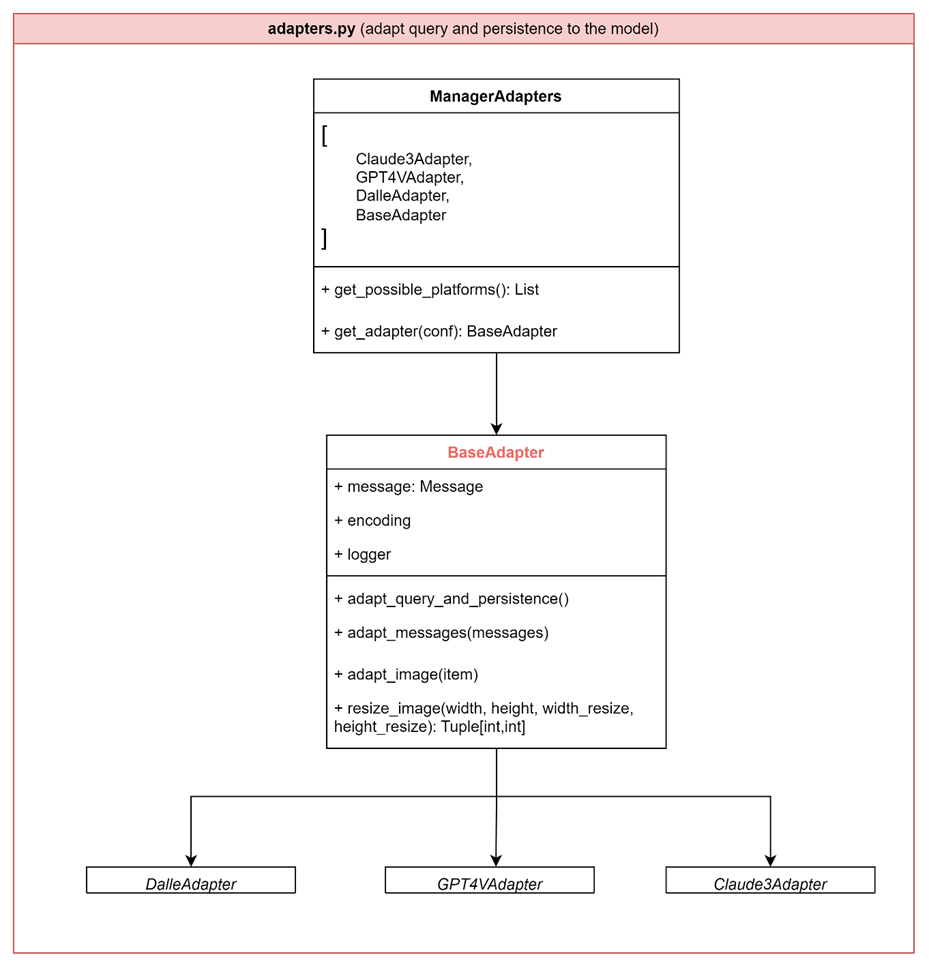 adapters.py (adapt query and persistence to the model)
ManagerAdapters
[
Claude3Adapter,
GPT4VAdapter,
DalleAdapter,
BaseAdapter
]
+ get_possible_platforms(): List
+ get_adapter(conf): BaseAdapter
BaseAdapter
+ message: Message
+ encoding
+ logger
+ adapt_query_and_persistence()
+ adapt_messages(messages)
+ adapt_image(item)
+ resize_image(width, height, width_resize,
height_resize): Tuple[int,int]
DalleAdapter
GPT4VAdapter
Claude3Adapter